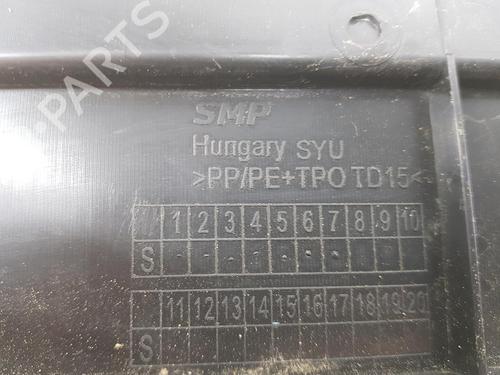 B-PARTS
SMP
Hungary SYU
>PP/PE+TPO TD15<
1 2 3 4 5 6 7 8 9 10
S
11 12 13 14 15 16 17 18 19 20
S